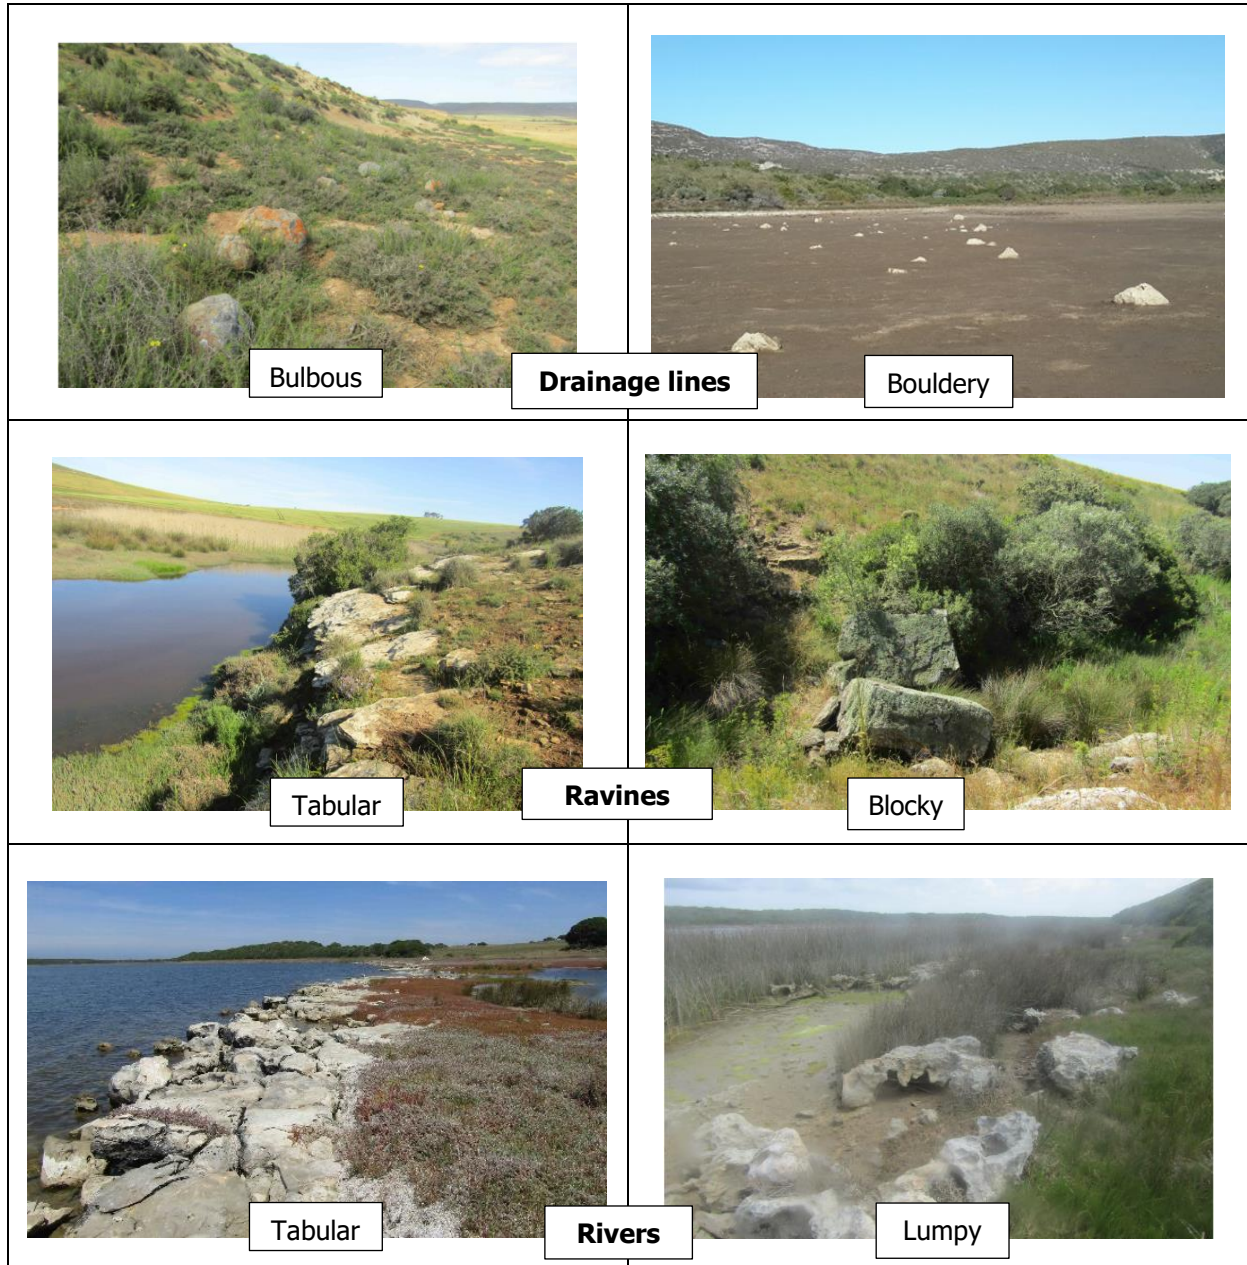 Bulbous
Drainage lines
Bouldery
Tabular
Ravines
Blocky
Tabular
Rivers
Lumpy